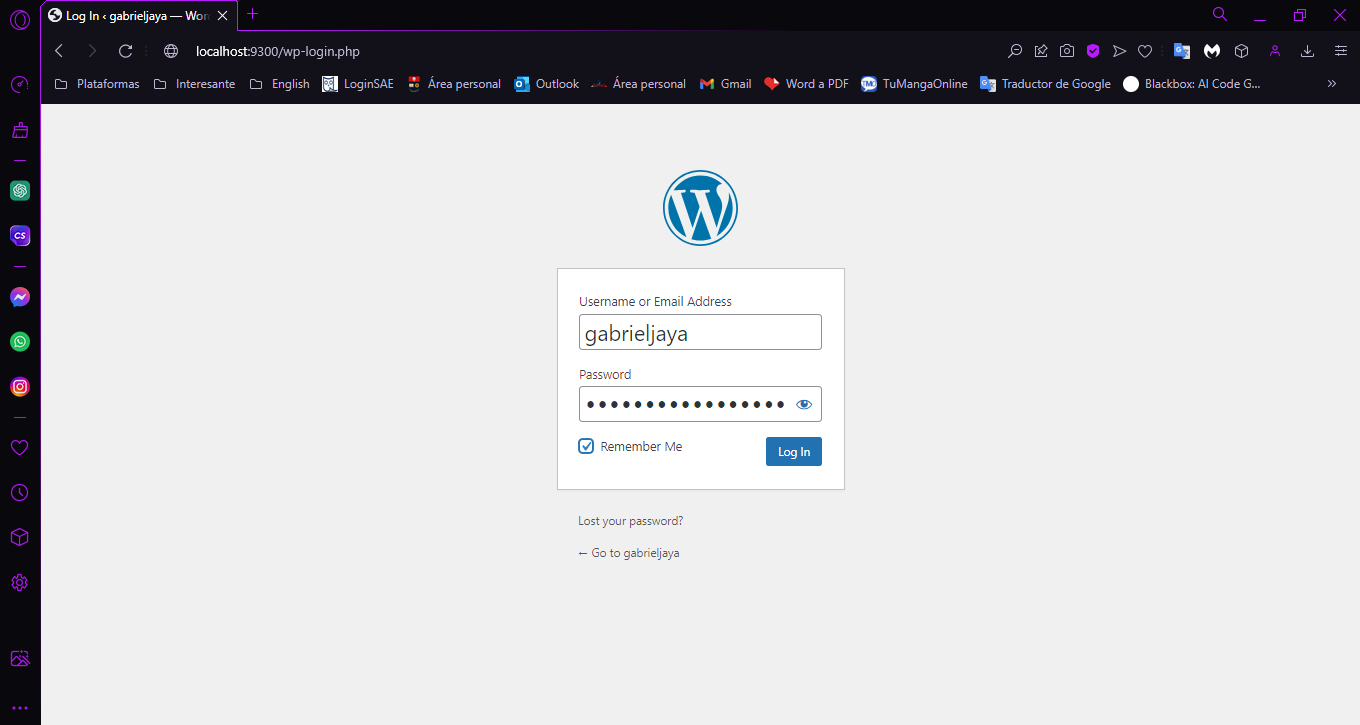 Log In ‹ gabrieljaya — Wor
localhost:9300/wp-login.php
Plataformas Interesante English LoginSAE Área personal Outlook Área personal Gmail Word a PDF TuMangaOnline Traductor de Google Blackbox: AI Code G...
CS
Username or Email Address
gabrieljaya
Password
Remember Me Log In
Lost your password?
← Go to gabrieljaya